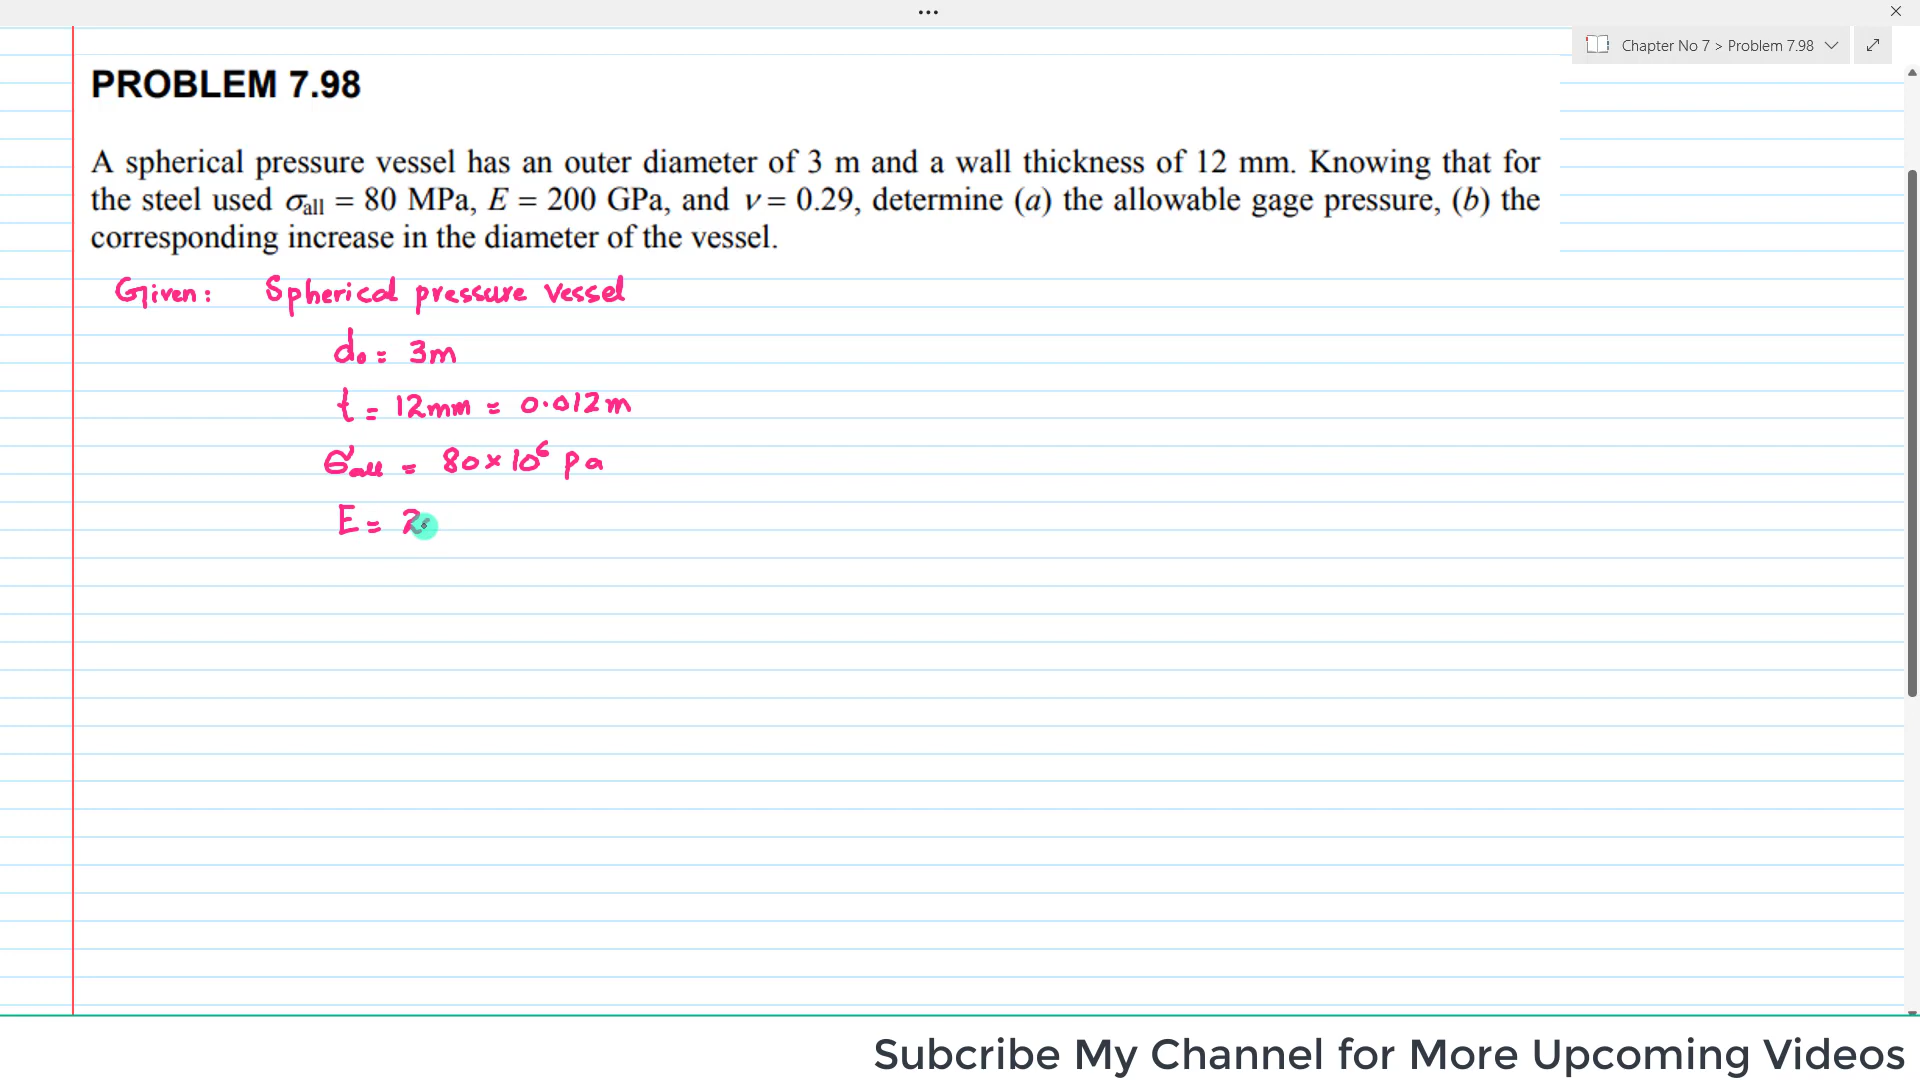 ...
Chapter No 7 > Problem 7.98
PROBLEM 7.98
A spherical pressure vessel has an outer diameter of 3 m and a wall thickness of 12 mm. Knowing that for
the steel used σall = 80 MPa, E = 200 GPa, and ν = 0.29, determine (a) the allowable gage pressure, (b) the
corresponding increase in the diameter of the vessel.
Given: Spherical pressure vessel
do = 3m
t = 12mm = 0.012m
σall = 80×10⁶ pa
E = 2
Subcribe My Channel for More Upcoming Videos